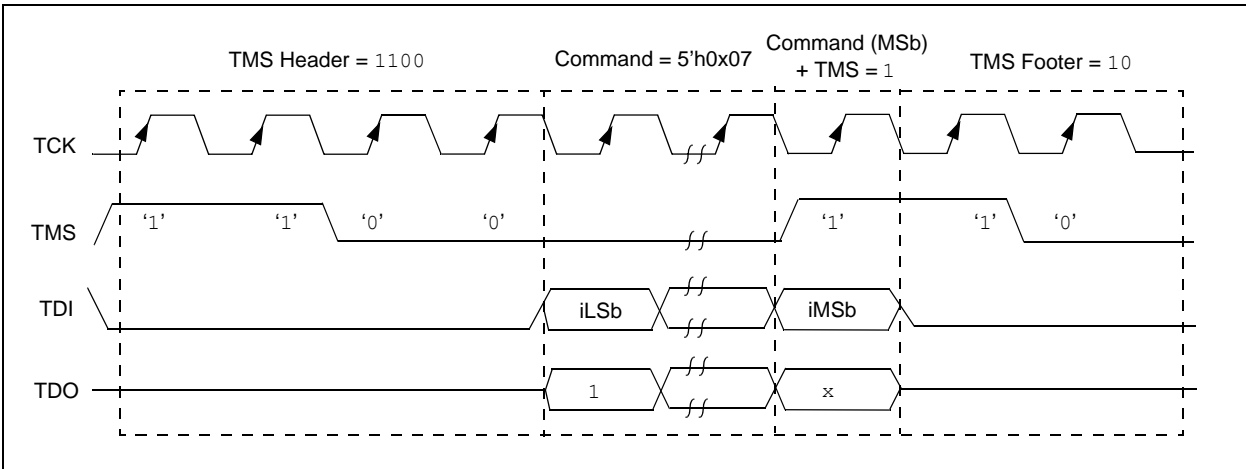 TMS Header = 1100
Command = 5'h0x07
Command (MSb)
+ TMS = 1
TMS Footer = 10
TCK
TMS
‘1’ ‘1’ ‘0’ ‘0’ ‘1’ ‘1’ ‘0’
TDI
iLSb
iMSb
TDO
1
x